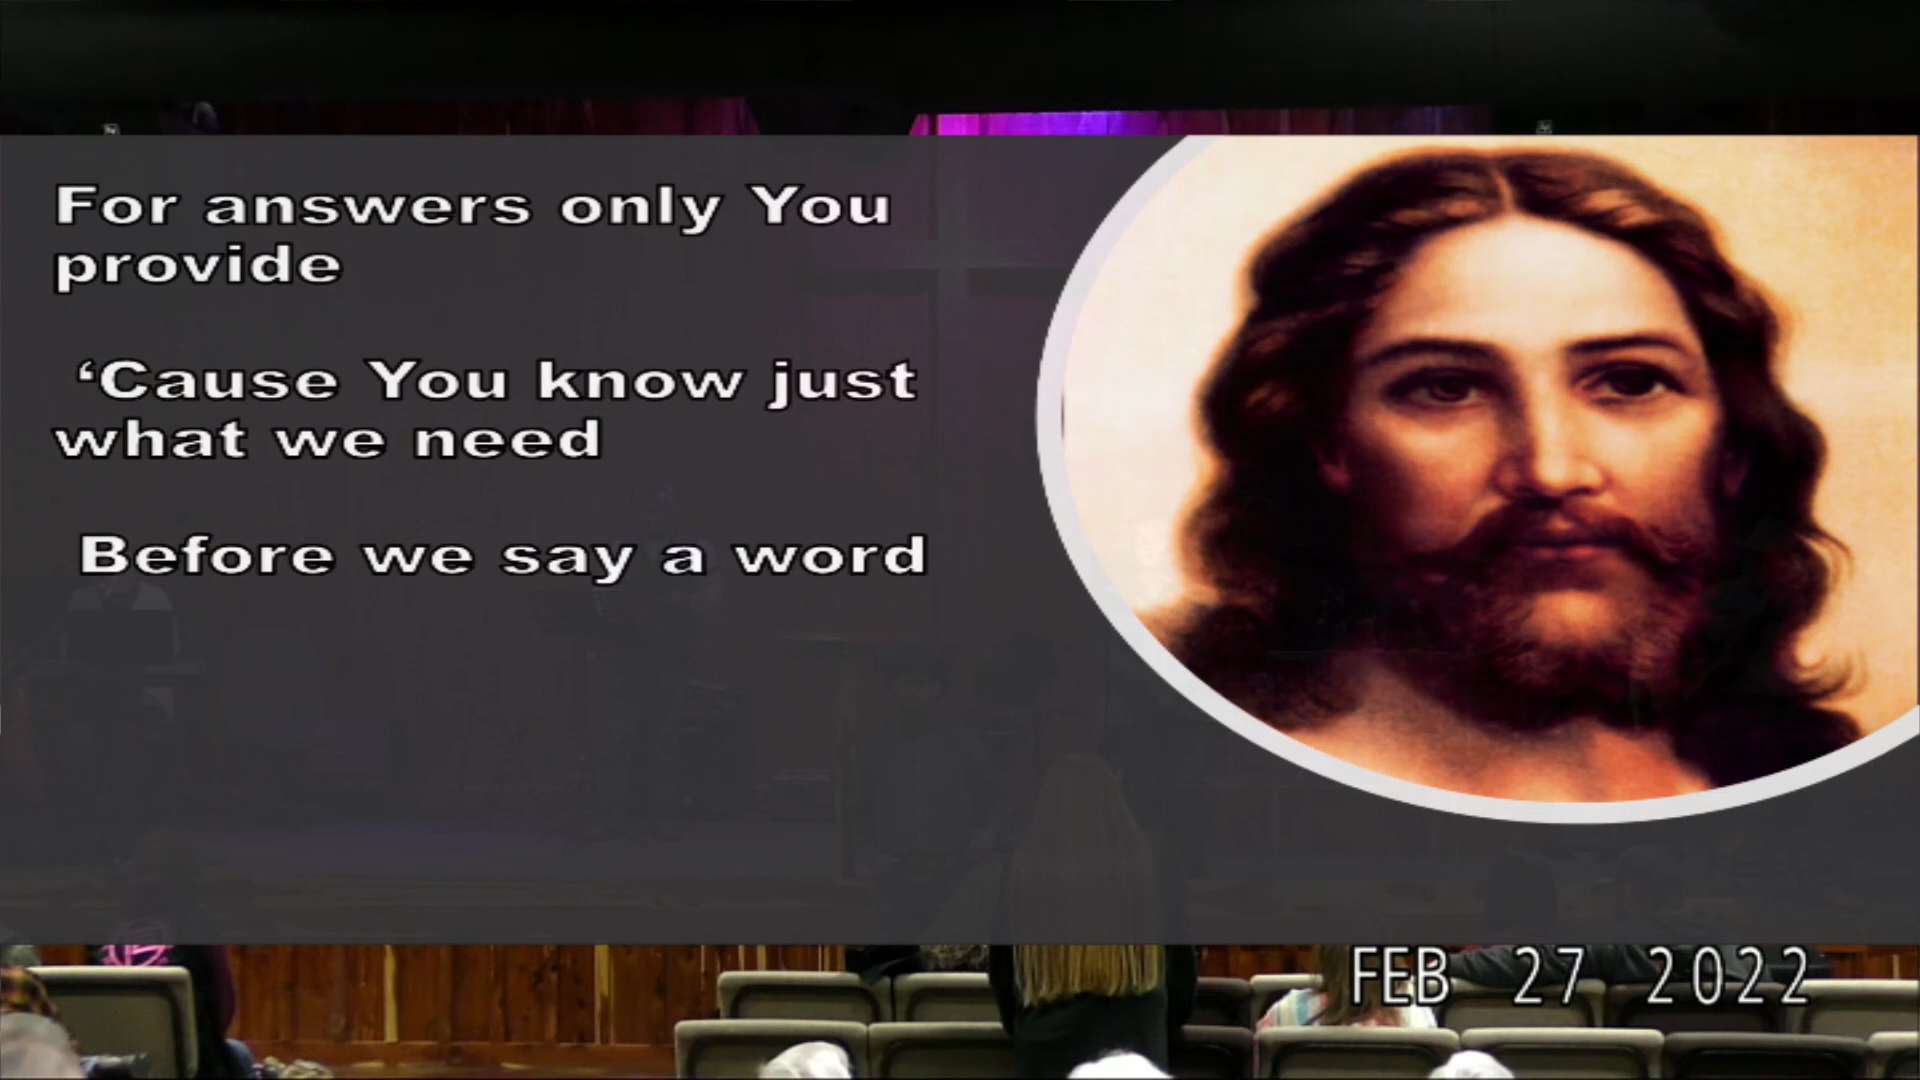 For answers only You
provide
‘Cause You know just
what we need
Before we say a word
FEB 27 2022